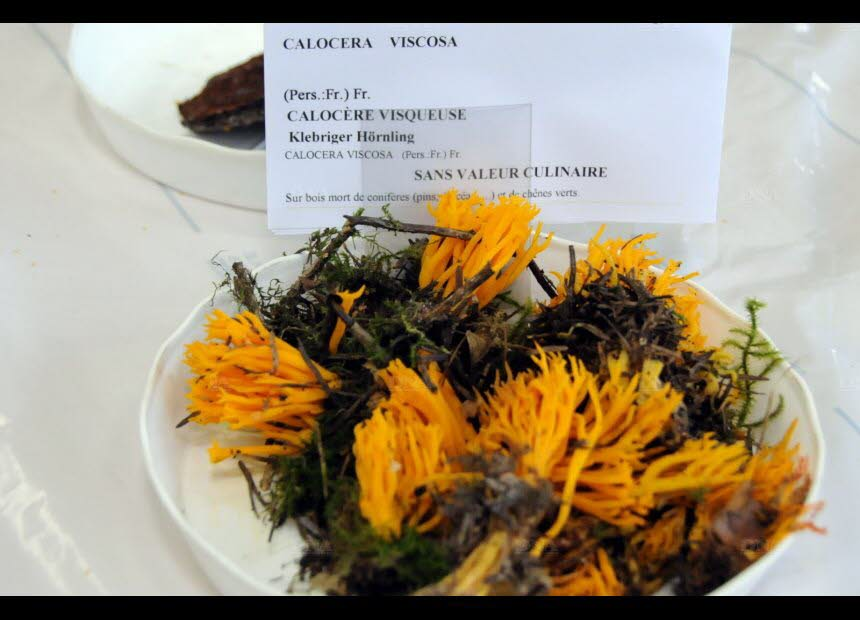 CALOCERA VISCOSA
(Pers.:Fr.) Fr.
CALOCÈRE VISQUEUSE
Klebriger Hörnling
CALOCERA VISCOSA (Pers.:Fr.) Fr.
SANS VALEUR CULINAIRE
Sur bois mort de conifères (pins, ...) et de chênes verts.